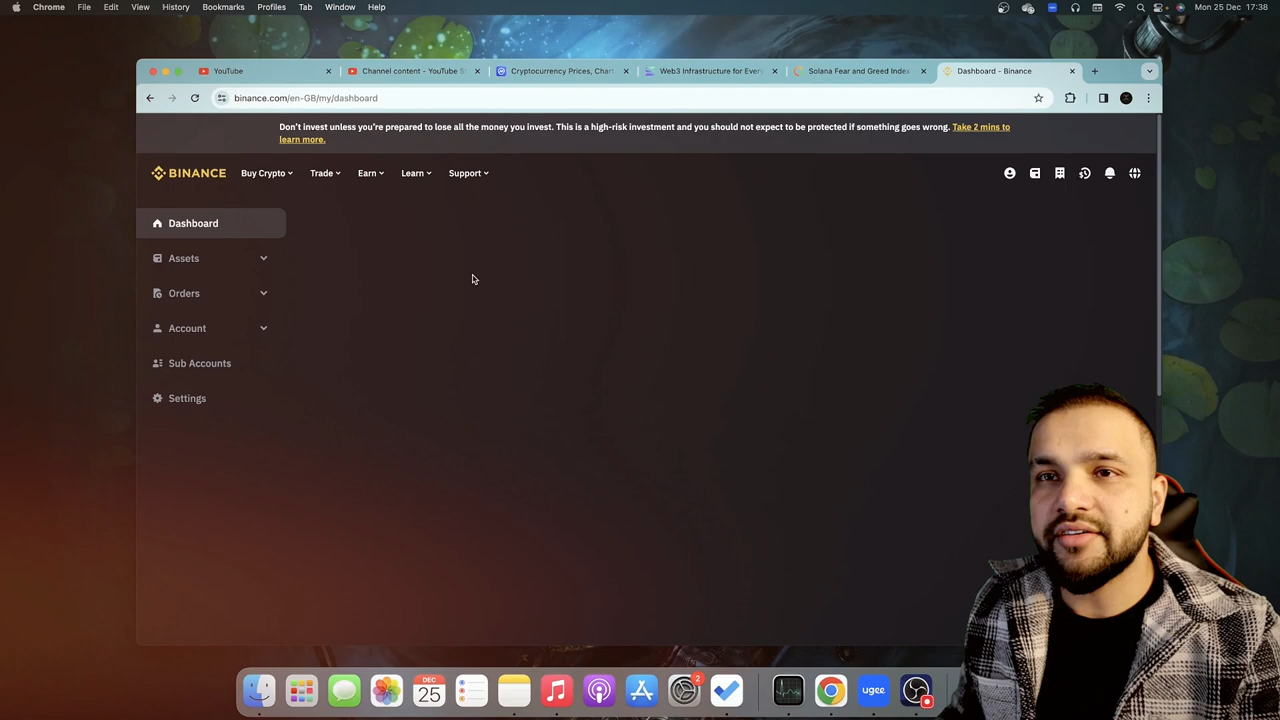 Chrome File Edit View History Bookmarks Profiles Tab Window Help Mon 25 Dec 17:38
YouTube Channel content - YouTube S Cryptocurrency Prices, Chart Web3 Infrastructure for Every Solana Fear and Greed Index Dashboard - Binance
binance.com/en-GB/my/dashboard
Don't invest unless you're prepared to lose all the money you invest. This is a high-risk investment and you should not expect to be protected if something goes wrong. Take 2 mins to
learn more.
BINANCE Buy Crypto Trade Earn Learn Support
Dashboard
Assets
Orders
Account
Sub Accounts
Settings
2
DEC
25
ugee